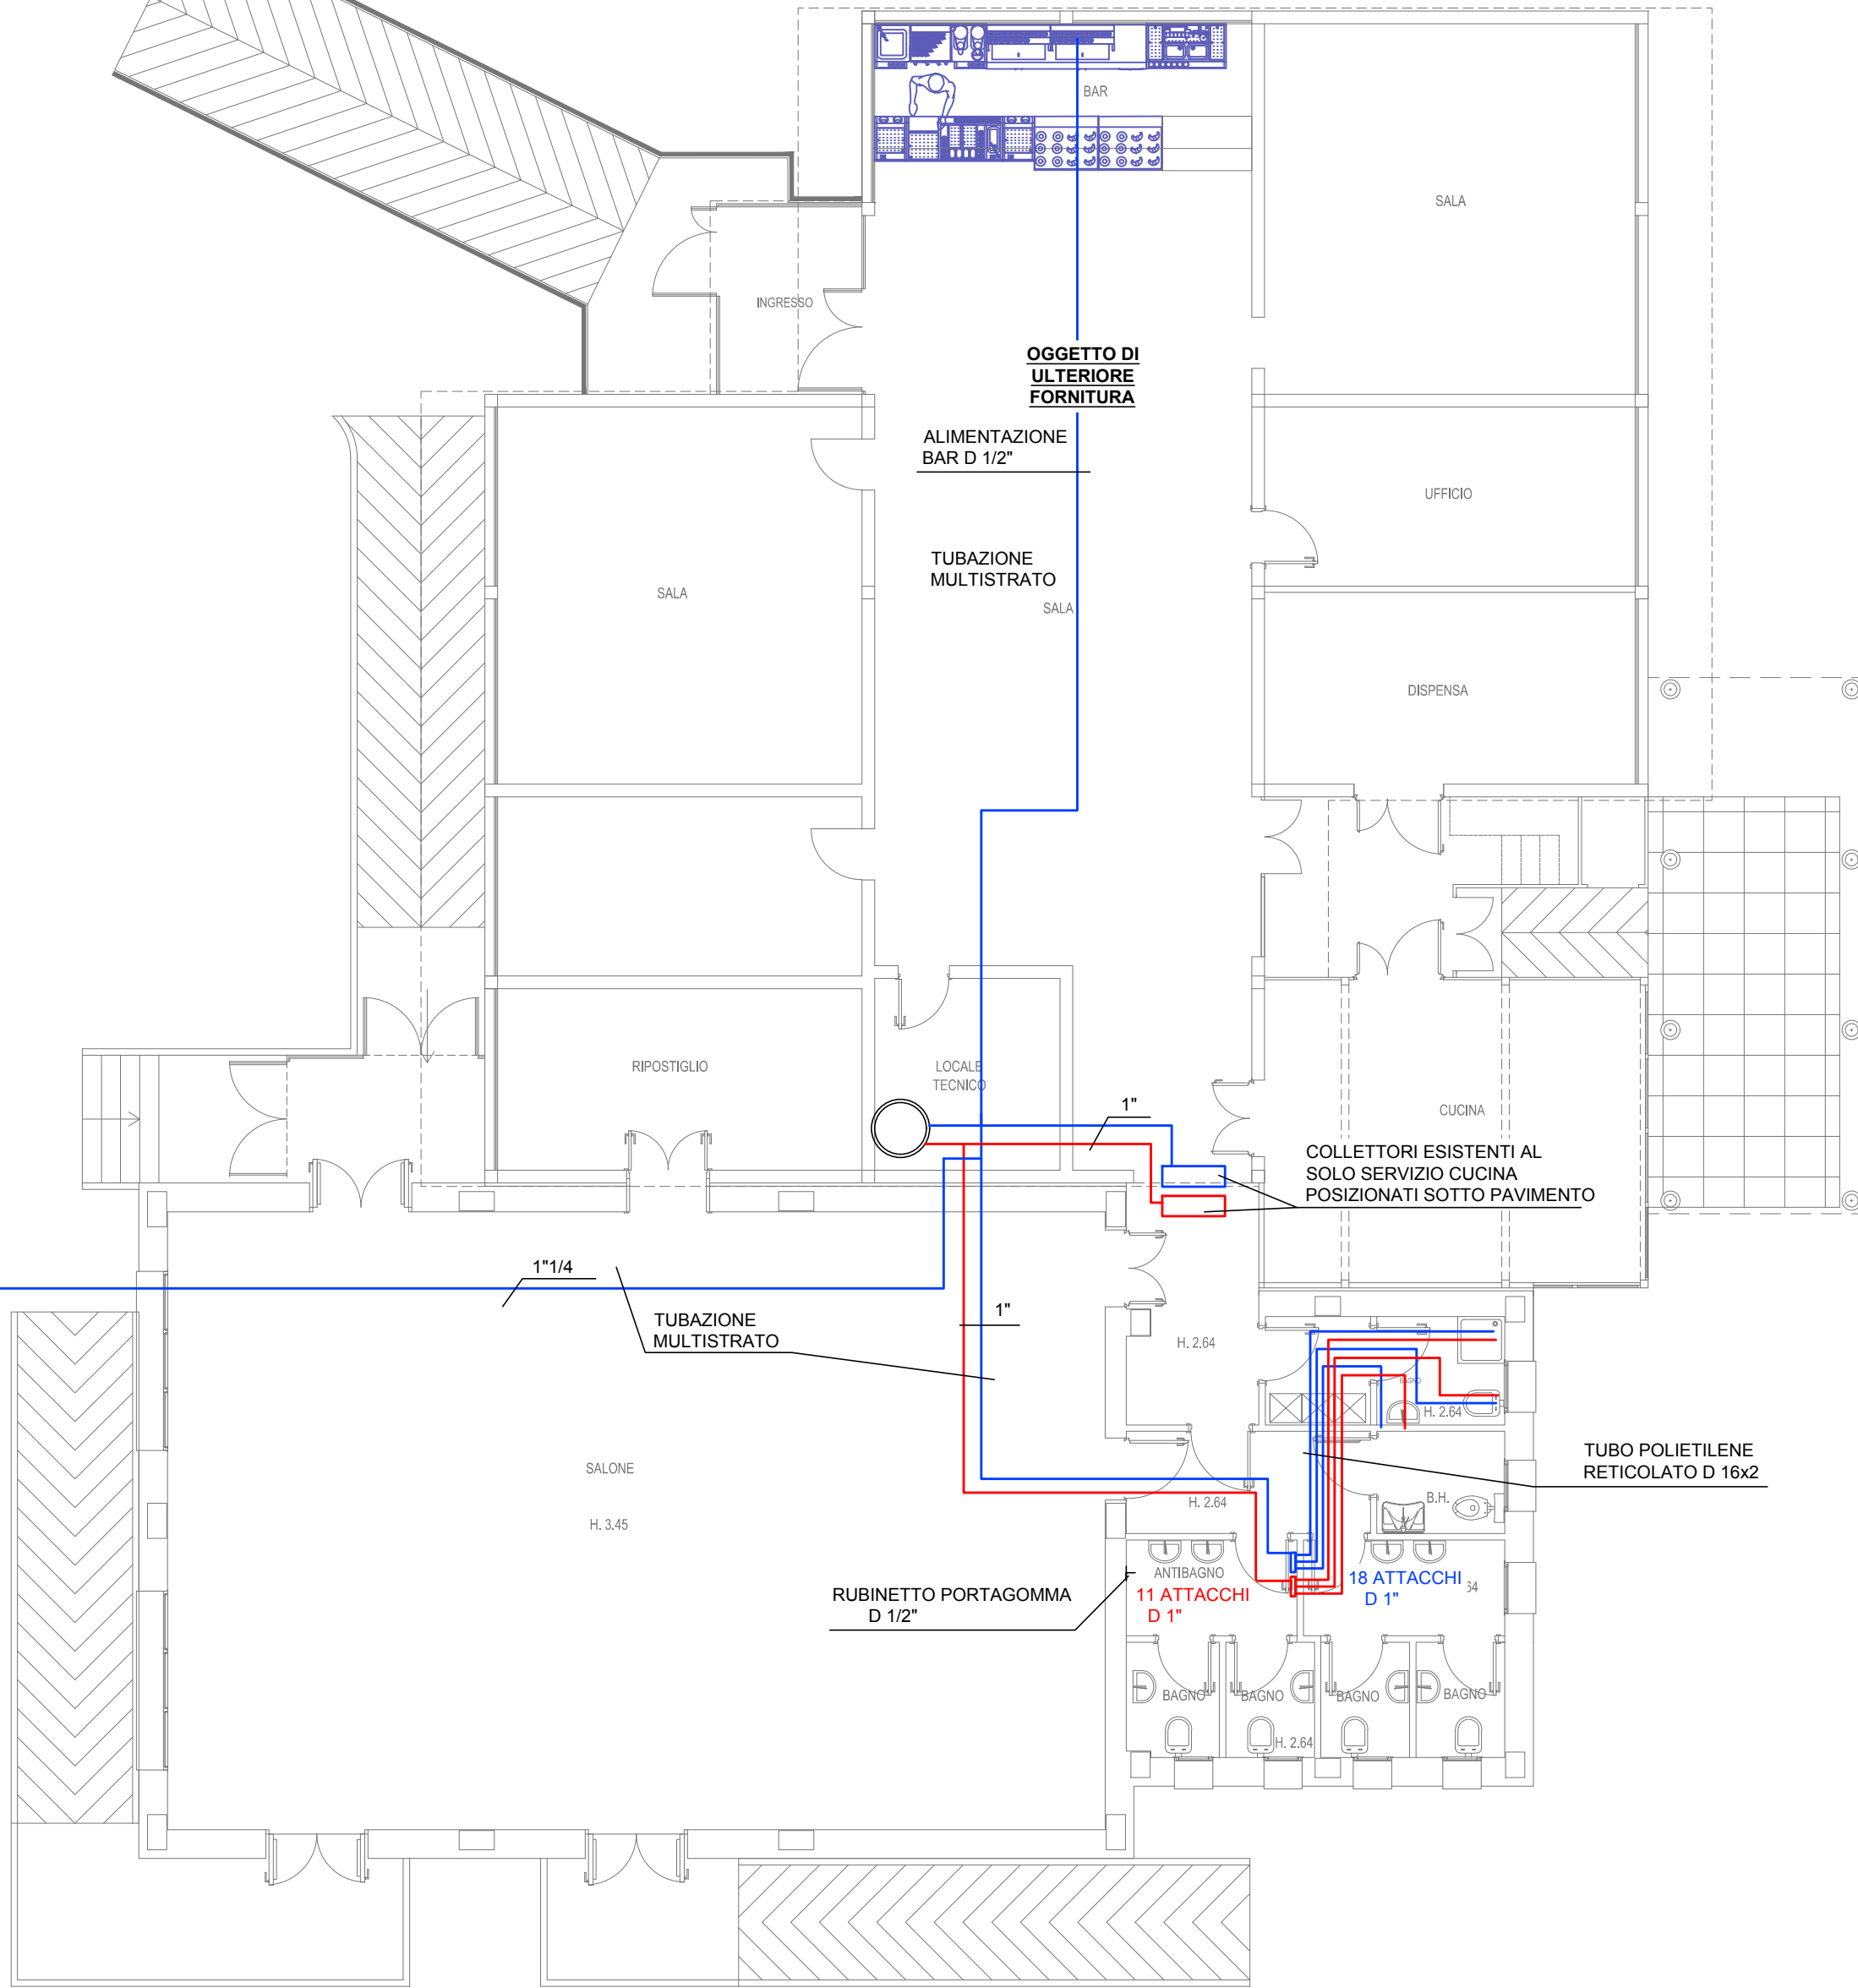 BAR
SALA
INGRESSO
OGGETTO DI
ULTERIORE
FORNITURA
ALIMENTAZIONE
BAR D 1/2"
UFFICIO
TUBAZIONE
MULTISTRATO
SALA
SALA
DISPENSA
RIPOSTIGLIO
LOCALE
TECNICO
1"
CUCINA
COLLETTORI ESISTENTI AL
SOLO SERVIZIO CUCINA
POSIZIONATI SOTTO PAVIMENTO
1"1/4
TUBAZIONE
MULTISTRATO
1"
H. 2.64
BAGNO
H. 2.64
TUBO POLIETILENE
RETICOLATO D 16x2
SALONE
H. 3.45
H. 2.64
B.H.
ANTIBAGNO
RUBINETTO PORTAGOMMA
D 1/2"
11 ATTACCHI
D 1"
18 ATTACCHI
D 1"
64
BAGNO
BAGNO
BAGNO
BAGNO
H. 2.64